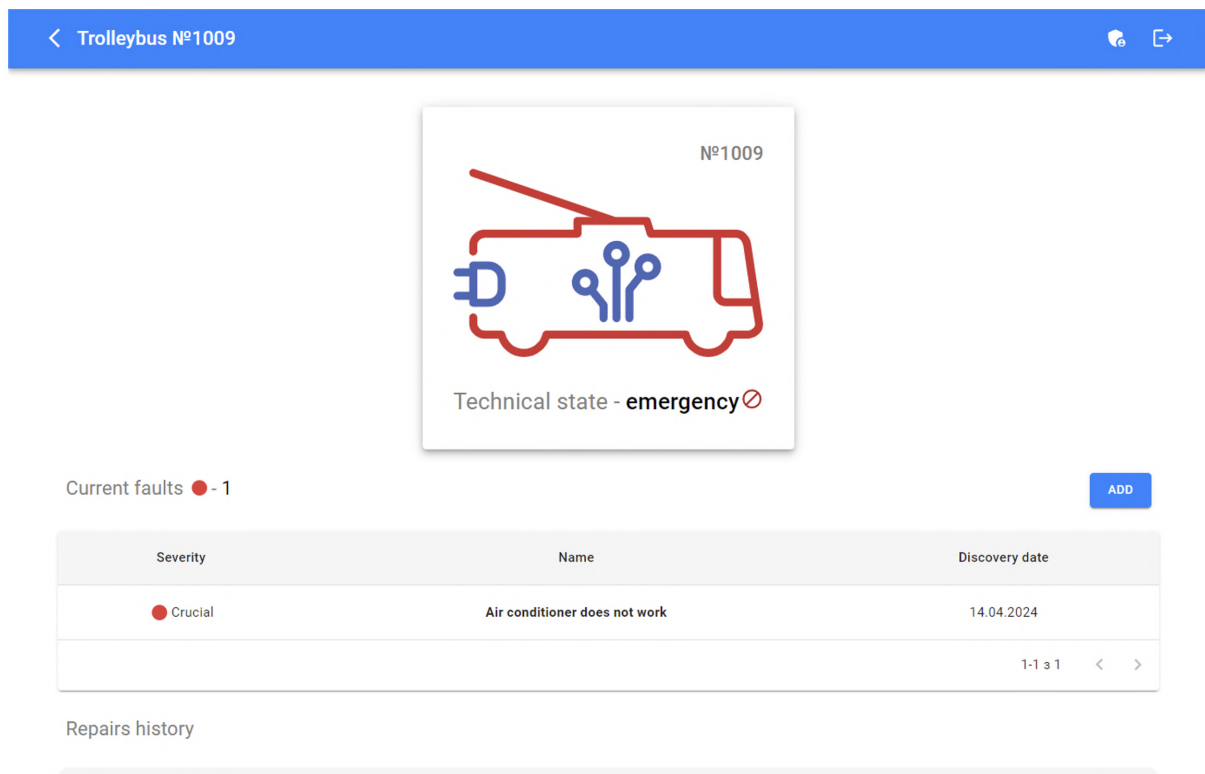 Trolleybus №1009
№1009
Technical state - emergency
Current faults - 1
ADD
Severity Name Discovery date
Crucial Air conditioner does not work 14.04.2024
1-1 з 1
Repairs history